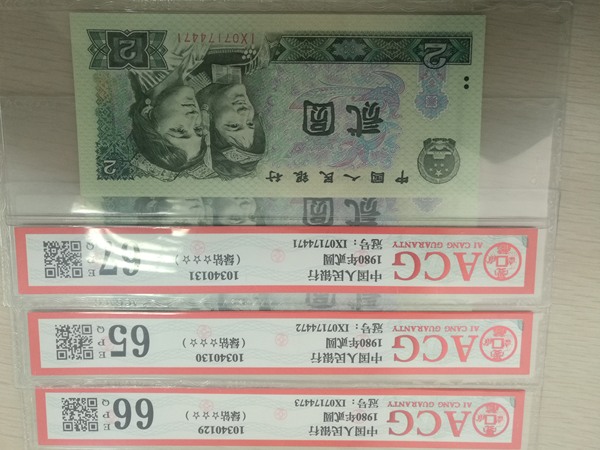 ACG
AI CANG GUARANTY
中国人民银行
1980年贰圆
冠号：IX07174473
10340129
(绿钻☆☆☆☆)
66
E P Q
ACG
AI CANG GUARANTY
中国人民银行
1980年贰圆
冠号：IX07174472
10340130
(绿钻☆☆☆☆)
65
E P Q
ACG
AI CANG GUARANTY
中国人民银行
1980年贰圆
冠号：IX07174471
10340131
(绿钻☆☆☆☆)
67
E P Q
中国人民银行
贰圆
2
2
2
IX07174471